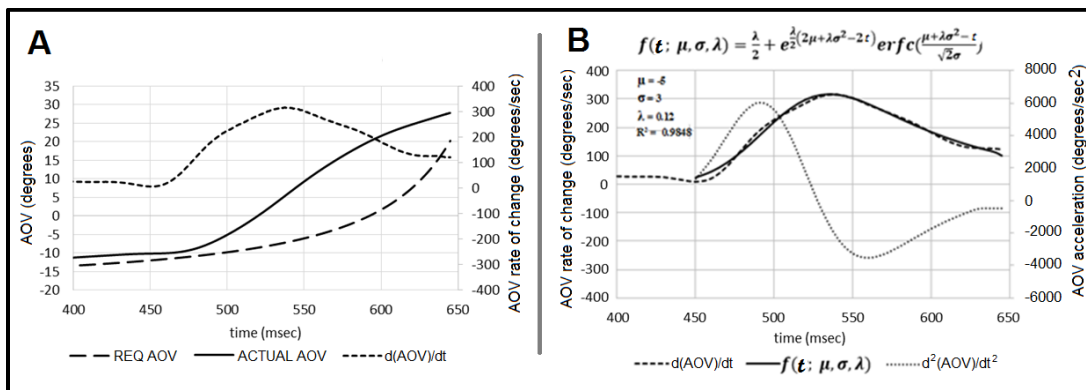 A
AOV (degrees)
35
30
25
20
15
10
5
0
-5
-10
-15
-20
400 450 500 550 600 650
time (msec)
400
300
200
100
0
-100
-200
-300
-400
AOV rate of change (degrees/sec)
REQ AOV ACTUAL AOV d(AOV)/dt
B
f(t; μ, σ, λ) = λ/2 + e^(λ/2 (2μ+λσ²−2t)) erfc((μ+λσ²−t)/(√2σ))
AOV rate of change (degrees/sec)
400
300
200
100
0
-100
-200
-300
-400
μ = -5
σ = 3
λ = 0.12
R² = 0.9848
400 450 500 550 600 650
time (msec)
8000
6000
4000
2000
0
-2000
-4000
-6000
AOV acceleration (degrees/sec²)
d(AOV)/dt f(t; μ, σ, λ) d²(AOV)/dt²